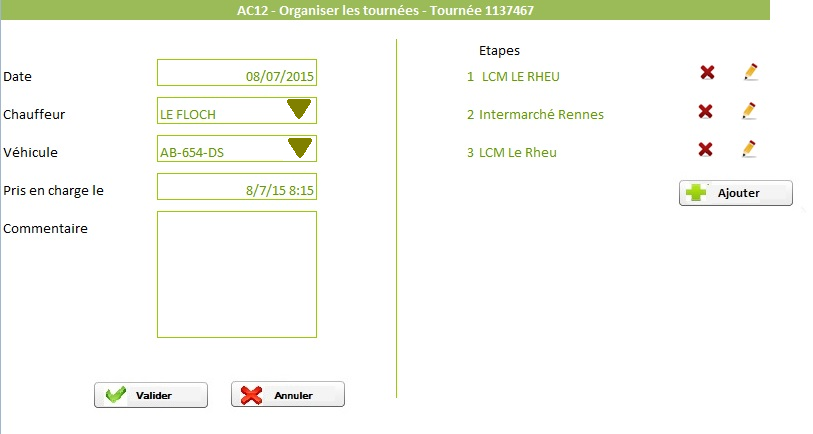 AC12 - Organiser les tournées - Tournée 1137467
Date 08/07/2015
Chauffeur LE FLOCH
Véhicule AB-654-DS
Pris en charge le 8/7/15 8:15
Commentaire
Valider Annuler
Etapes
1 LCM LE RHEU
2 Intermarché Rennes
3 LCM Le Rheu
Ajouter